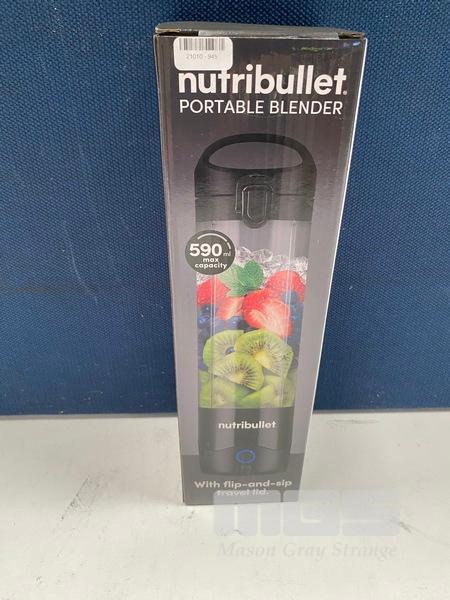 21010 - 945
nutribullet.
PORTABLE BLENDER
590 ml
max
capacity
nutribullet
With flip-and-sip
travel lid.
MGS
Mason Gray Strange